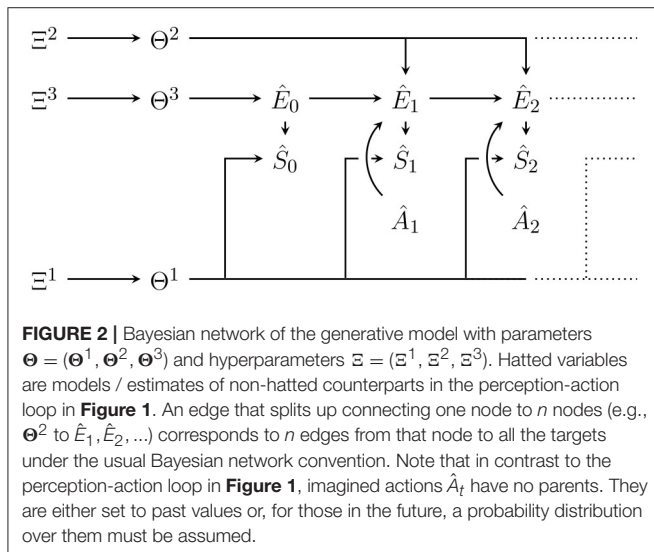 Ξ² Θ²
Ξ³ Θ³ Ê₀ Ê₁ Ê₂
Ŝ₀ Ŝ₁ Ŝ₂
Â₁ Â₂
Ξ¹ Θ¹
FIGURE 2 | Bayesian network of the generative model with parameters
Θ = (Θ¹, Θ², Θ³) and hyperparameters Ξ = (Ξ¹, Ξ², Ξ³). Hatted variables
are models / estimates of non-hatted counterparts in the perception-action
loop in Figure 1. An edge that splits up connecting one node to n nodes (e.g.,
Θ² to Ê₁, Ê₂, ...) corresponds to n edges from that node to all the targets
under the usual Bayesian network convention. Note that in contrast to the
perception-action loop in Figure 1, imagined actions Âₜ have no parents. They
are either set to past values or, for those in the future, a probability distribution
over them must be assumed.